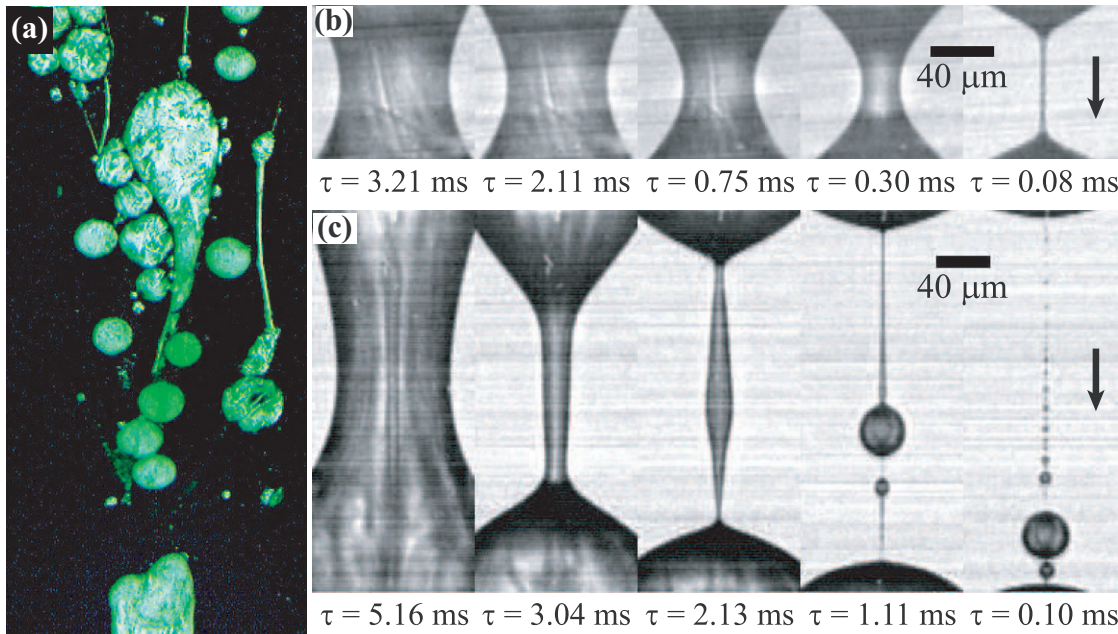 (a)
(b)
40 μm
τ = 3.21 ms τ = 2.11 ms τ = 0.75 ms τ = 0.30 ms τ = 0.08 ms
(c)
40 μm
τ = 5.16 ms τ = 3.04 ms τ = 2.13 ms τ = 1.11 ms τ = 0.10 ms